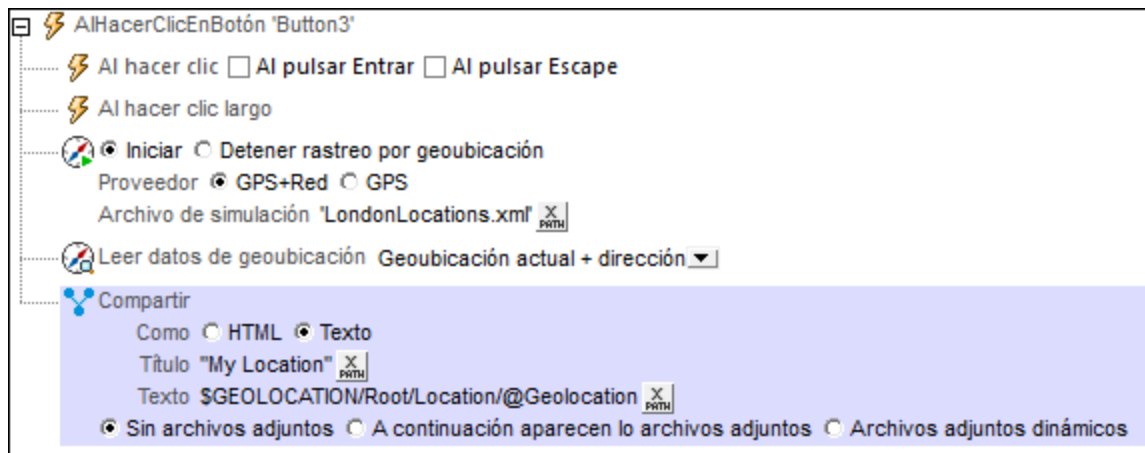 AlHacerClicEnBotón 'Button3'
Al hacer clic Al pulsar Entrar Al pulsar Escape
Al hacer clic largo
Iniciar Detener rastreo por geoubicación
Proveedor GPS+Red GPS
Archivo de simulación 'LondonLocations.xml' X PATH
Leer datos de geoubicación Geoubicación actual + dirección
Compartir
Como HTML Texto
Título "My Location" X PATH
Texto $GEOLOCATION/Root/Location/@Geolocation X PATH
Sin archivos adjuntos A continuación aparecen lo archivos adjuntos Archivos adjuntos dinámicos